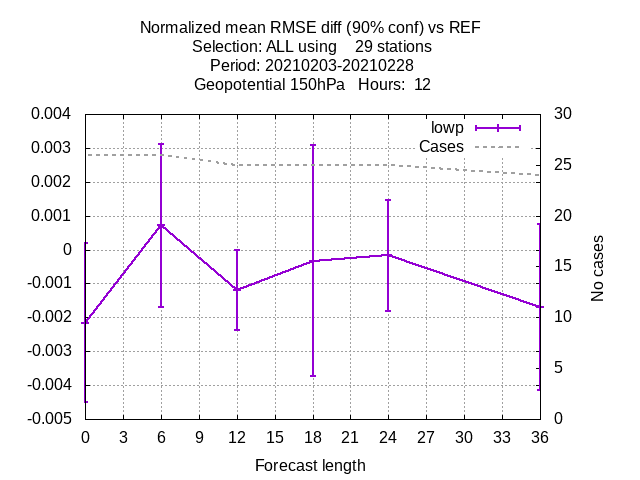 Normalized mean RMSE diff (90% conf) vs REF
Selection: ALL using    29 stations
Period: 20210203-20210228
Geopotential 150hPa   Hours:  12
0.004
0.003
0.002
0.001
0
-0.001
-0.002
-0.003
-0.004
-0.005
lowp
Cases
30
25
20
15
10
5
0
No cases
0 3 6 9 12 15 18 21 24 27 30 33 36
Forecast length